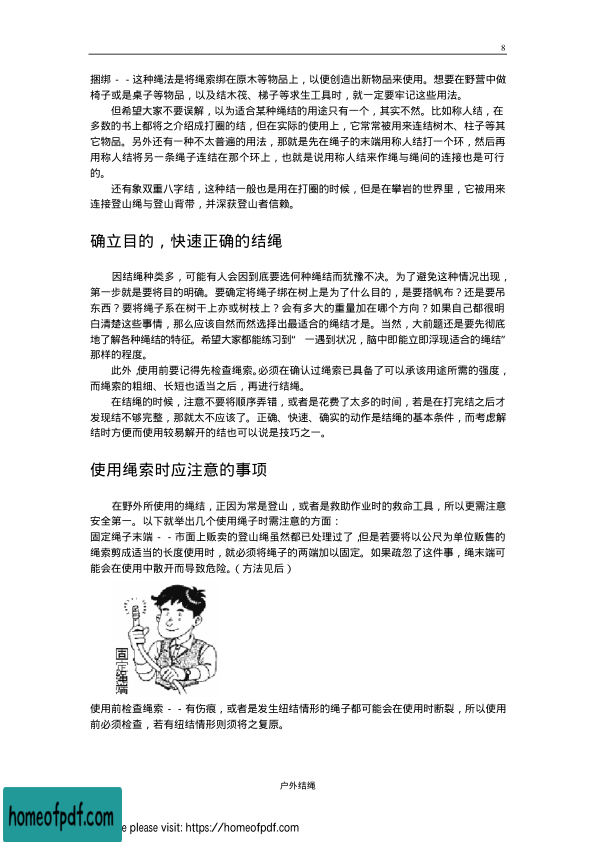 8
捆绑－－这种绳法是将绳索绑在原木等物品上，以便创造出新物品来使用。想要在野营中做
椅子或是桌子等物品，以及结木筏、梯子等求生工具时，就一定要牢记这些用法。
但希望大家不要误解，以为适合某种绳结的用途只有一个，其实不然。比如称人结，在
多数的书上都将之介绍成打圈的结，但在实际的使用上，它常常被用来连结树木、柱子等其
它物品。另外还有一种不太普遍的用法，那就是先在绳子的末端用称人结打一个环，然后再
用称人结将另一条绳子连结在那个环上，也就是说用称人结来作绳与绳间的连接也是可行
的。
还有象双重八字结，这种结一般也是用在打圈的时候，但是在攀岩的世界里，它被用来
连接登山绳与登山背带，并深获登山者信赖。
确立目的，快速正确的结绳
因结绳种类多，可能有人会因到底要选何种绳结而犹豫不决。为了避免这种情况出现，
第一步就是要将目的明确。要确定将绳子绑在树上是为了什么目的，是要搭帆布？还是要吊
东西？要将绳子系在树干上亦或树枝上？会有多大的重量加在哪个方向？如果自己都很明
白清楚这些事情，那么应该自然而然选择出最适合的绳结才是。当然，大前题还是要先彻底
地了解各种绳结的特征。希望大家都能练习到“一遇到状况，脑中即能立即浮现适合的绳结”
那样的程度。
此外，使用前要记得先检查绳索。必须在确认过绳索已具备了可以承该用途所需的强度，
而绳索的粗细、长短也适当之后，再进行结绳。
在结绳的时候，注意不要将顺序弄错，或者是花费了太多的时间，若是在打完结之后才
发现结不够完整，那就太不应该了。正确、快速、确实的动作是结绳的基本条件，而考虑解
结时方便而使用较易解开的结也可以说是技巧之一。
使用绳索时应注意的事项
在野外所使用的绳结，正因为常是登山，或者是救助作业时的救命工具，所以更需注意
安全第一。以下就举出几个使用绳子时需注意的方面：
固定绳子末端－－市面上贩卖的登山绳虽然都已处理过了，但是若要将以公尺为单位贩售的
绳索剪成适当的长度使用时，就必须将绳子的两端加以固定。如果疏忽了这件事，绳末端可
能会在使用中散开而导致危险。（方法见后）
固定绳端
使用前检查绳索－－有伤痕，或者是发生纽结情形的绳子都可能会在使用时断裂，所以使用
前必须检查，若有纽结情形则须将之复原。
户外结绳
homeofpdf.com
e please visit: https://homeofpdf.com